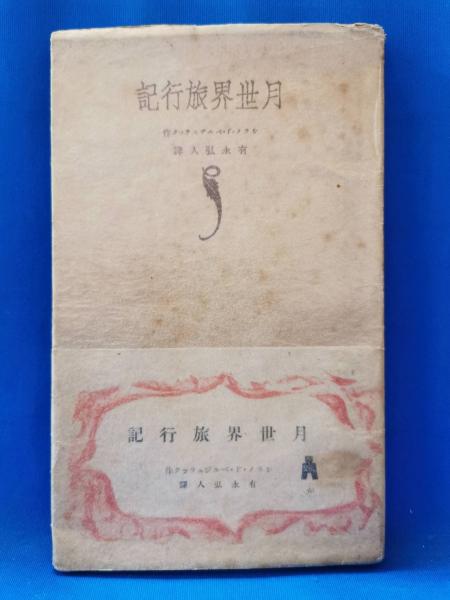 月世界旅行記
シラノ・ド・ベルヂュラック作
有永弘人譯
月世界旅行記
シラノ・ド・ベルジュラック作
有永弘人譯